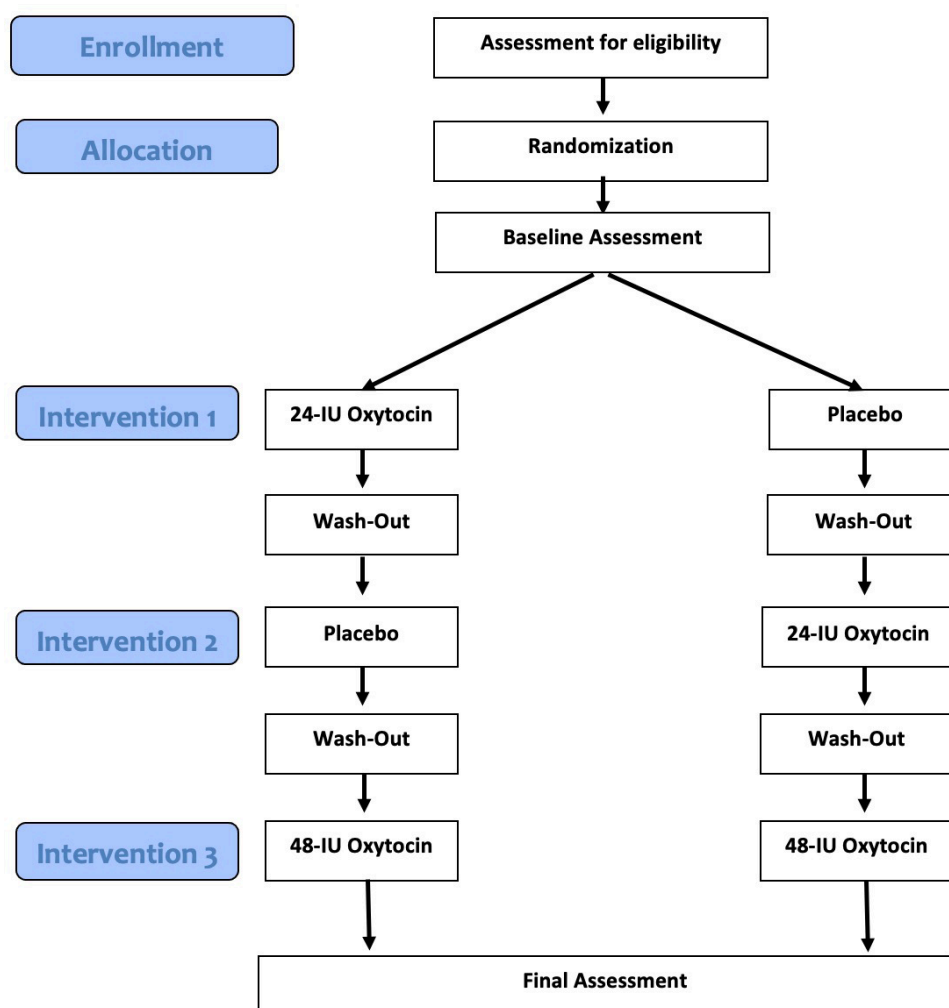 Enrollment
Assessment for eligibility
Allocation
Randomization
Baseline Assessment
Intervention 1
24-IU Oxytocin
Placebo
Wash-Out
Wash-Out
Intervention 2
Placebo
24-IU Oxytocin
Wash-Out
Wash-Out
Intervention 3
48-IU Oxytocin
48-IU Oxytocin
Final Assessment